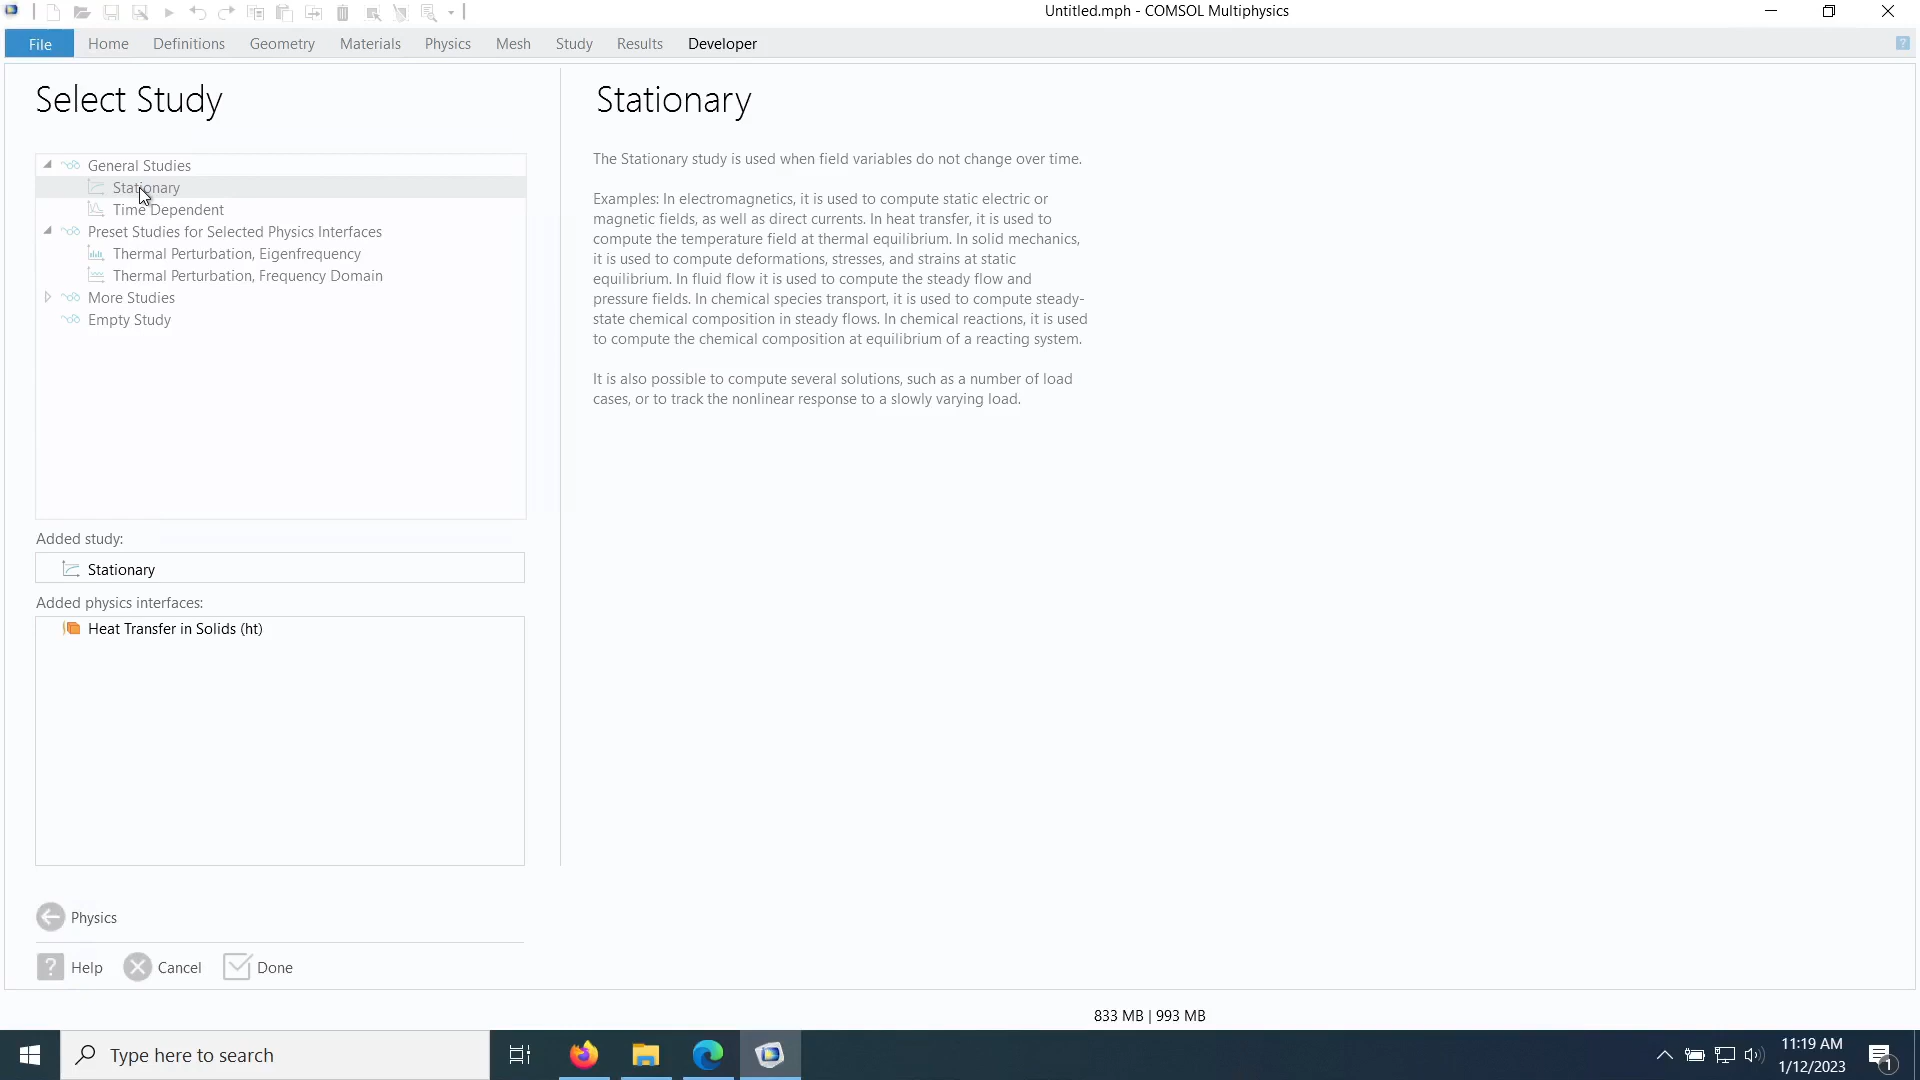 Untitled.mph - COMSOL Multiphysics
File Home Definitions Geometry Materials Physics Mesh Study Results Developer
Select Study
General Studies
Stationary
Time Dependent
Preset Studies for Selected Physics Interfaces
Thermal Perturbation, Eigenfrequency
Thermal Perturbation, Frequency Domain
More Studies
Empty Study
Added study:
Stationary
Added physics interfaces:
Heat Transfer in Solids (ht)
Physics
Help Cancel Done
Stationary
The Stationary study is used when field variables do not change over time.
Examples: In electromagnetics, it is used to compute static electric or
magnetic fields, as well as direct currents. In heat transfer, it is used to
compute the temperature field at thermal equilibrium. In solid mechanics,
it is used to compute deformations, stresses, and strains at static
equilibrium. In fluid flow it is used to compute the steady flow and
pressure fields. In chemical species transport, it is used to compute steady-
state chemical composition in steady flows. In chemical reactions, it is used
to compute the chemical composition at equilibrium of a reacting system.
It is also possible to compute several solutions, such as a number of load
cases, or to track the nonlinear response to a slowly varying load.
833 MB | 993 MB
Type here to search
11:19 AM
1/12/2023
1